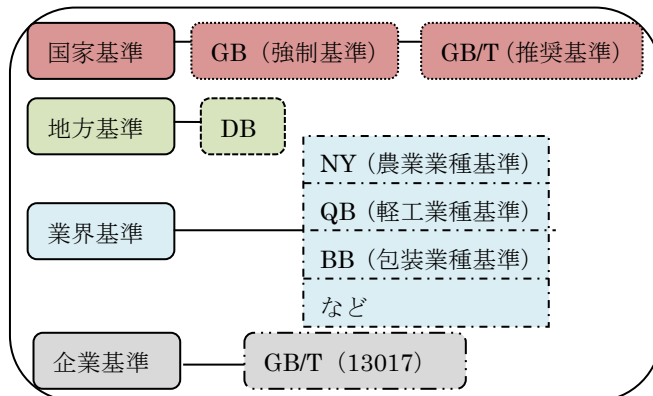 国家基準 GB（強制基準） GB/T（推奨基準）
地方基準 DB
NY（農業業種基準）
QB（軽工業種基準）
業界基準
BB（包装業種基準）
など
企業基準 GB/T（13017）